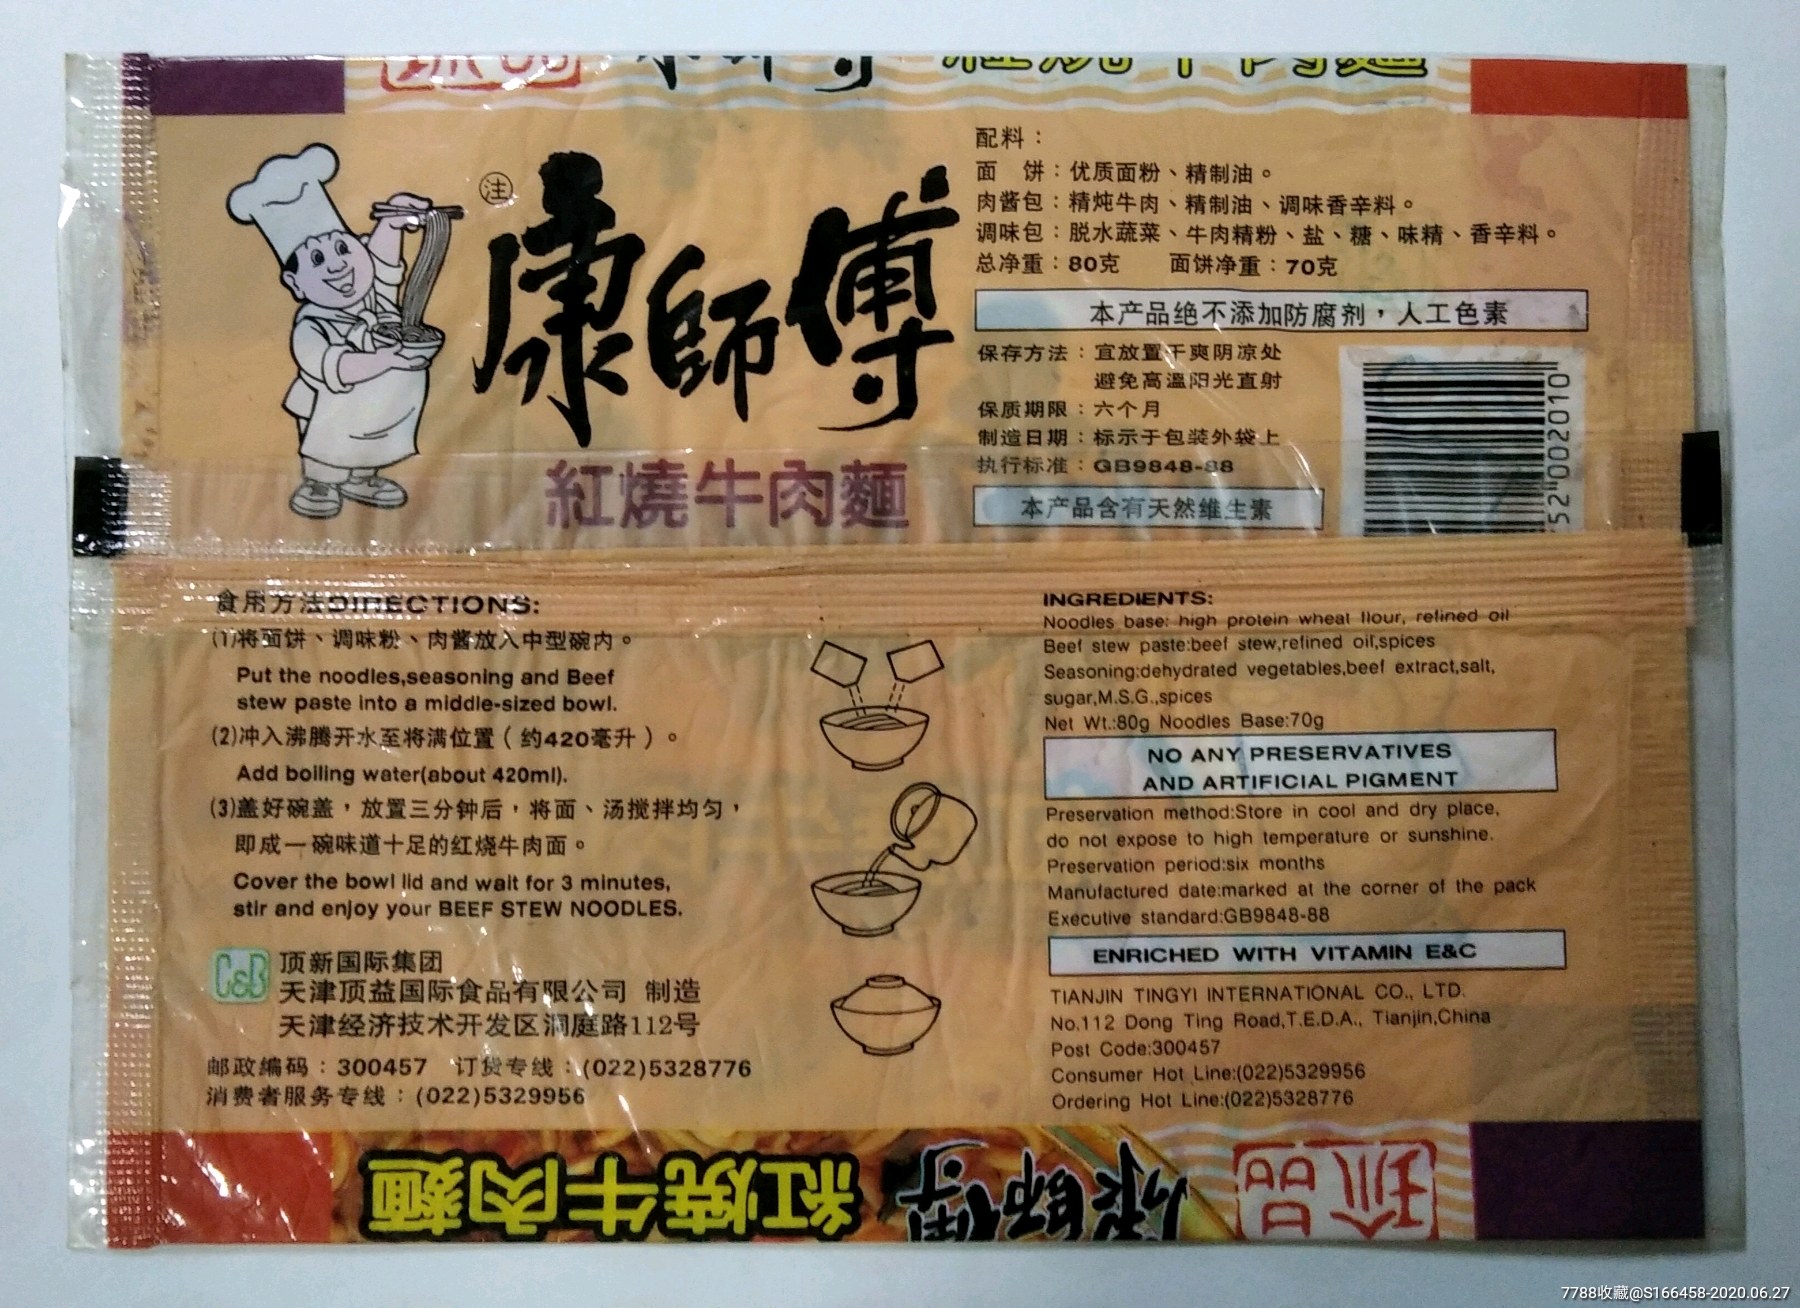 康師傅 紅燒牛肉麵
注
康師傅
紅燒牛肉麵
配料：
面 饼：优质面粉、精制油。
肉酱包：精炖牛肉、精制油、调味香辛料。
调味包：脱水蔬菜、牛肉精粉、盐、糖、味精、香辛料。
总净重：80克 面饼净重：70克
本产品绝不添加防腐剂，人工色素
保存方法：宜放置干爽阴凉处
避免高温阳光直射
保质期限：六个月
制造日期：标示于包装外袋上
执行标准：GB9848-88
本产品含有天然维生素
52"002010
食用方法DIRECTIONS:
(1)将面饼、调味粉、肉酱放入中型碗内。
Put the noodles,seasoning and Beef
stew paste into a middle-sized bowl.
(2)冲入沸腾开水至将满位置（约420毫升）。
Add boiling water(about 420ml).
(3)盖好碗盖，放置三分钟后，将面、汤搅拌均匀，
即成一碗味道十足的红烧牛肉面。
Cover the bowl lid and wait for 3 minutes,
stir and enjoy your BEEF STEW NOODLES.
C&B
顶新国际集团
天津顶益国际食品有限公司 制造
天津经济技术开发区洞庭路112号
邮政编码：300457 订货专线：(022)5328776
消费者服务专线：(022)5329956
INGREDIENTS:
Noodles base: high protein wheat flour, refined oil
Beef stew paste:beef stew,refined oil,spices
Seasoning:dehydrated vegetables,beef extract,salt,
sugar,M.S.G.,spices
Net Wt.:80g Noodles Base:70g
NO ANY PRESERVATIVES
AND ARTIFICIAL PIGMENT
Preservation method:Store in cool and dry place,
do not expose to high temperature or sunshine.
Preservation period:six months
Manufactured date:marked at the corner of the pack
Executive standard:GB9848-88
ENRICHED WITH VITAMIN E&C
TIANJIN TINGYI INTERNATIONAL CO., LTD.
No.112 Dong Ting Road,T.E.D.A., Tianjin,China
Post Code:300457
Consumer Hot Line:(022)5329956
Ordering Hot Line:(022)5328776
珍品 康師傅 紅燒牛肉麵
7788收藏@S166458-2020.06.27